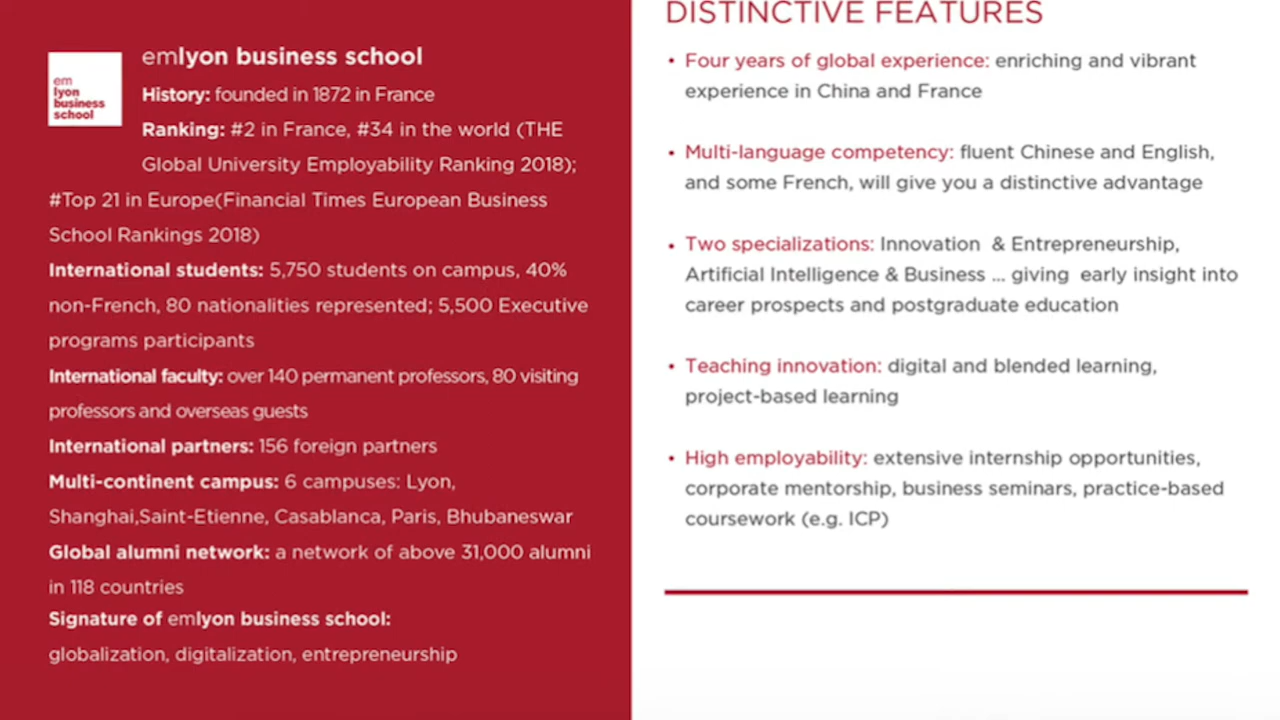 em
lyon
business
school
emlyon business school
History: founded in 1872 in France
Ranking: #2 in France, #34 in the world (THE
Global University Employability Ranking 2018);
#Top 21 in Europe(Financial Times European Business
School Rankings 2018)
International students: 5,750 students on campus, 40%
non-French, 80 nationalities represented; 5,500 Executive
programs participants
International faculty: over 140 permanent professors, 80 visiting
professors and overseas guests
International partners: 156 foreign partners
Multi-continent campus: 6 campuses: Lyon,
Shanghai,Saint-Etienne, Casablanca, Paris, Bhubaneswar
Global alumni network: a network of above 31,000 alumni
in 118 countries
Signature of emlyon business school:
globalization, digitalization, entrepreneurship
DISTINCTIVE FEATURES
• Four years of global experience: enriching and vibrant
experience in China and France
• Multi-language competency: fluent Chinese and English,
and some French, will give you a distinctive advantage
• Two specializations: Innovation & Entrepreneurship,
Artificial Intelligence & Business ... giving early insight into
career prospects and postgraduate education
• Teaching innovation: digital and blended learning,
project-based learning
• High employability: extensive internship opportunities,
corporate mentorship, business seminars, practice-based
coursework (e.g. ICP)